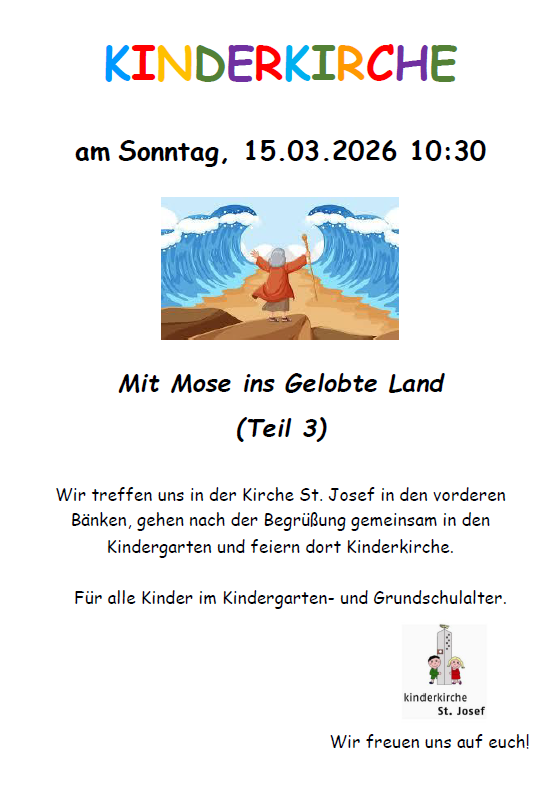 KINDERKIRCHE
am Sonntag, 15.03.2026 10:30
Mit Mose ins Gelobte Land
(Teil 3)
Wir treffen uns in der Kirche St. Josef in den vorderen
Bänken, gehen nach der Begrüßung gemeinsam in den
Kindergarten und feiern dort Kinderkirche.
Für alle Kinder im Kindergarten- und Grundschulalter.
kinderkirche
St. Josef
Wir freuen uns auf euch!